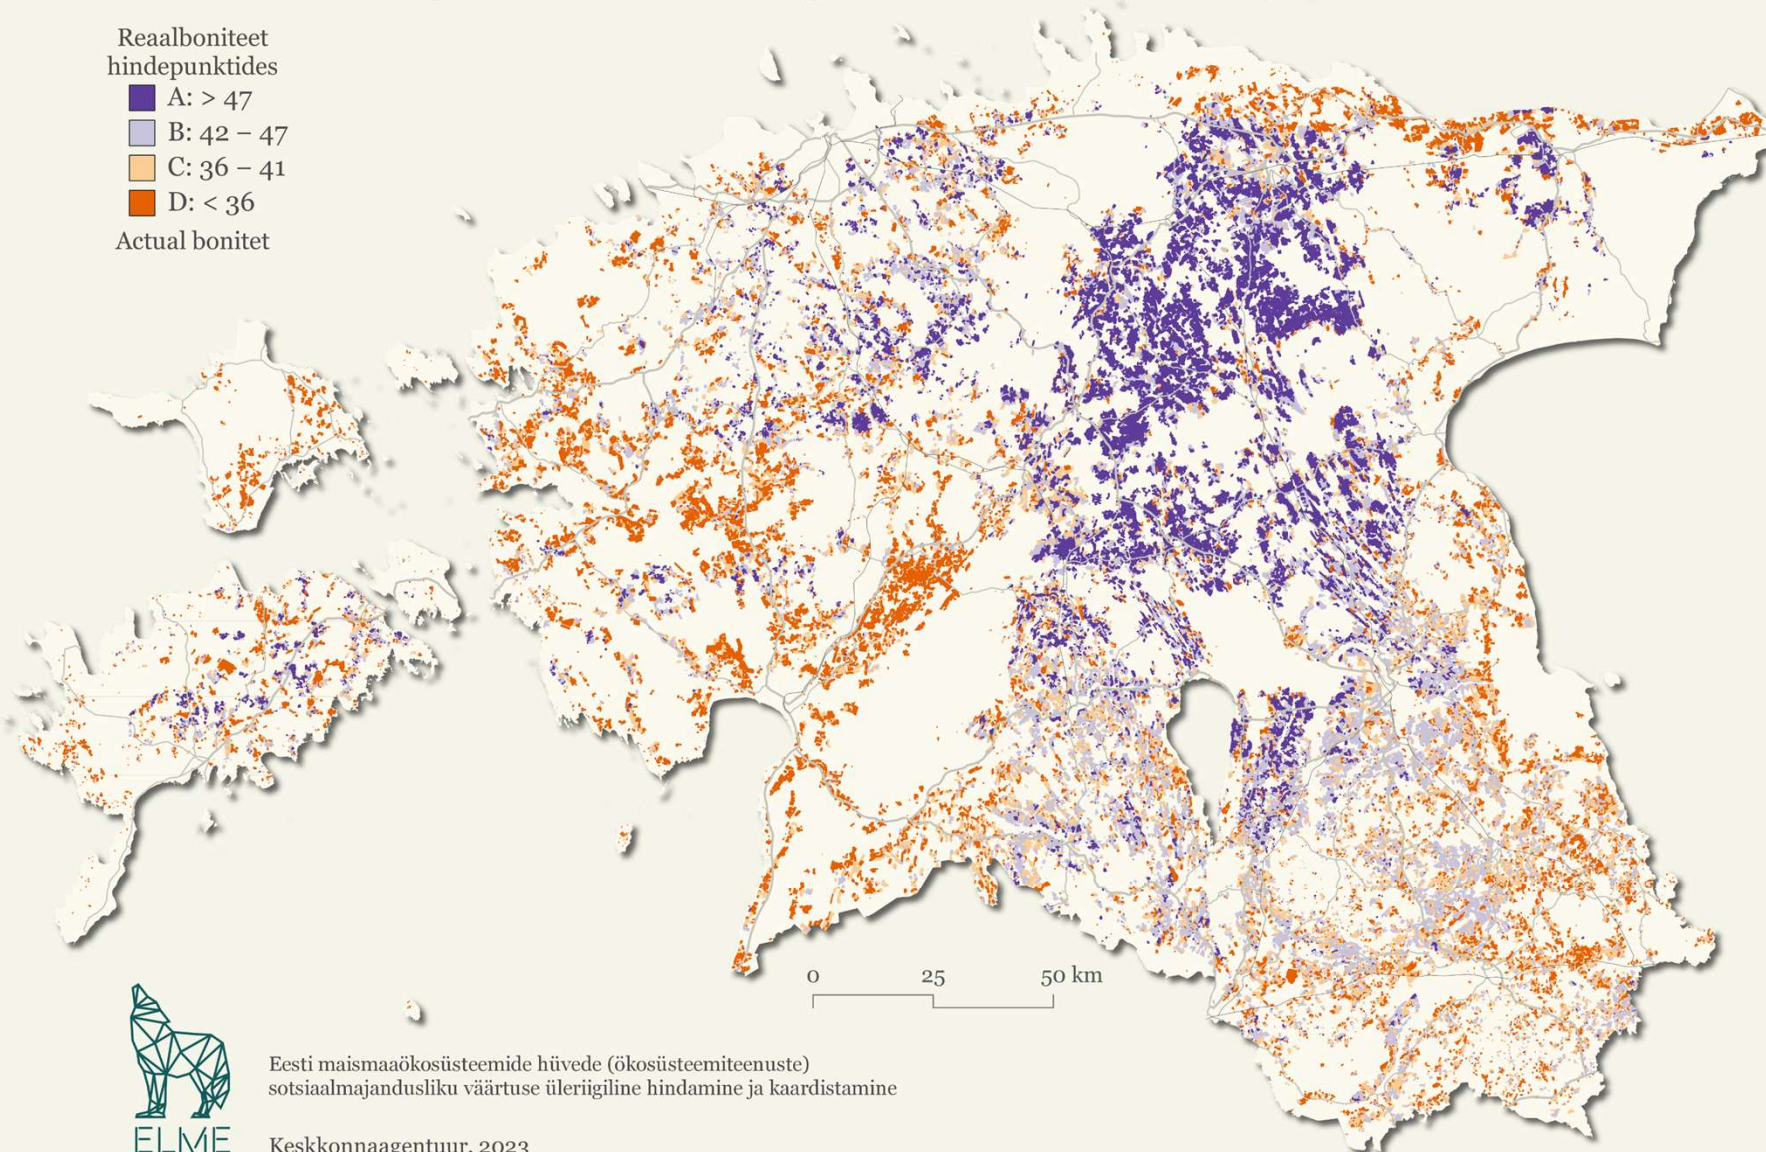 Reaalboniteet
hindepunktides
A: > 47
B: 42 – 47
C: 36 – 41
D: < 36
Actual bonitet
0 25 50 km
Eesti maismaaökosüsteemide hüvede (ökosüsteemiteenuste)
sotsiaalmajandusliku väärtuse üleriigiline hindamine ja kaardistamine
ELME
Keskkonnaagentuur, 2023